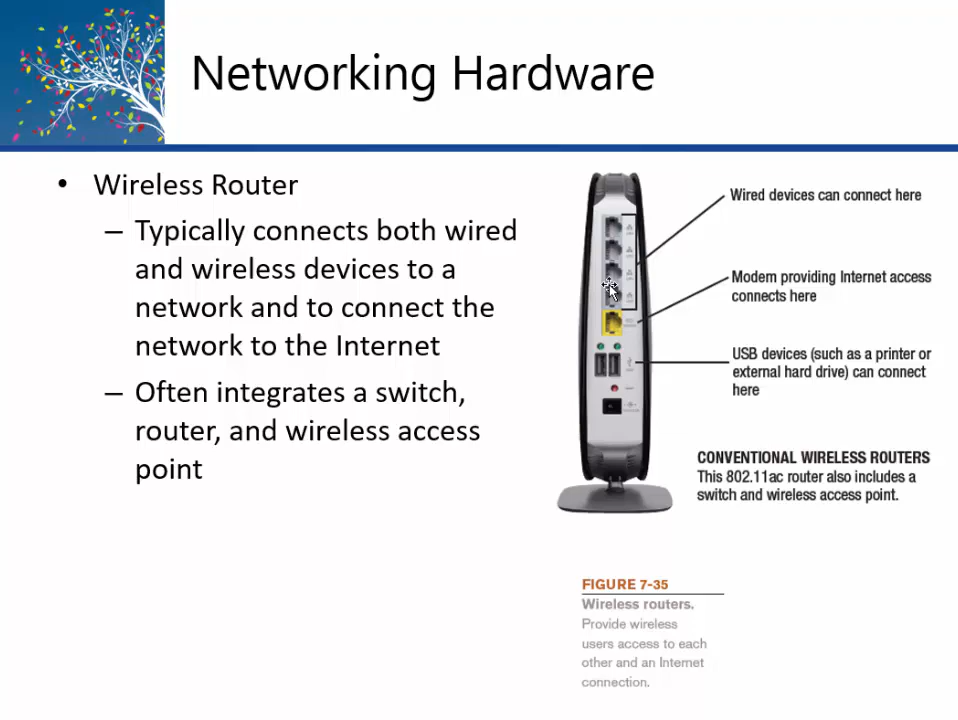 Networking Hardware
• Wireless Router
– Typically connects both wired
and wireless devices to a
network and to connect the
network to the Internet
– Often integrates a switch,
router, and wireless access
point
Wired devices can connect here
Modem providing Internet access
connects here
USB devices (such as a printer or
external hard drive) can connect
here
CONVENTIONAL WIRELESS ROUTERS
This 802.11ac router also includes a
switch and wireless access point.
FIGURE 7-35
Wireless routers.
Provide wireless
users access to each
other and an Internet
connection.